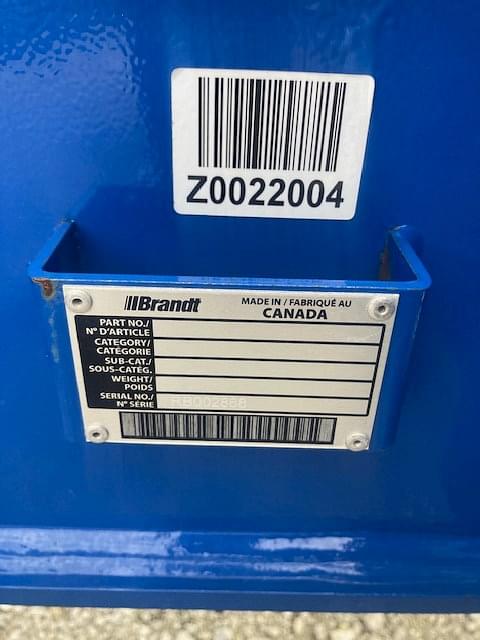 Z0022004
Brandt
MADE IN / FABRIQUÉ AU
CANADA
PART NO./
N° D'ARTICLE
CATEGORY/
CATÉGORIE
SUB-CAT./
SOUS-CATÉG.
WEIGHT/
POIDS
SERIAL NO./
N° SÉRIE